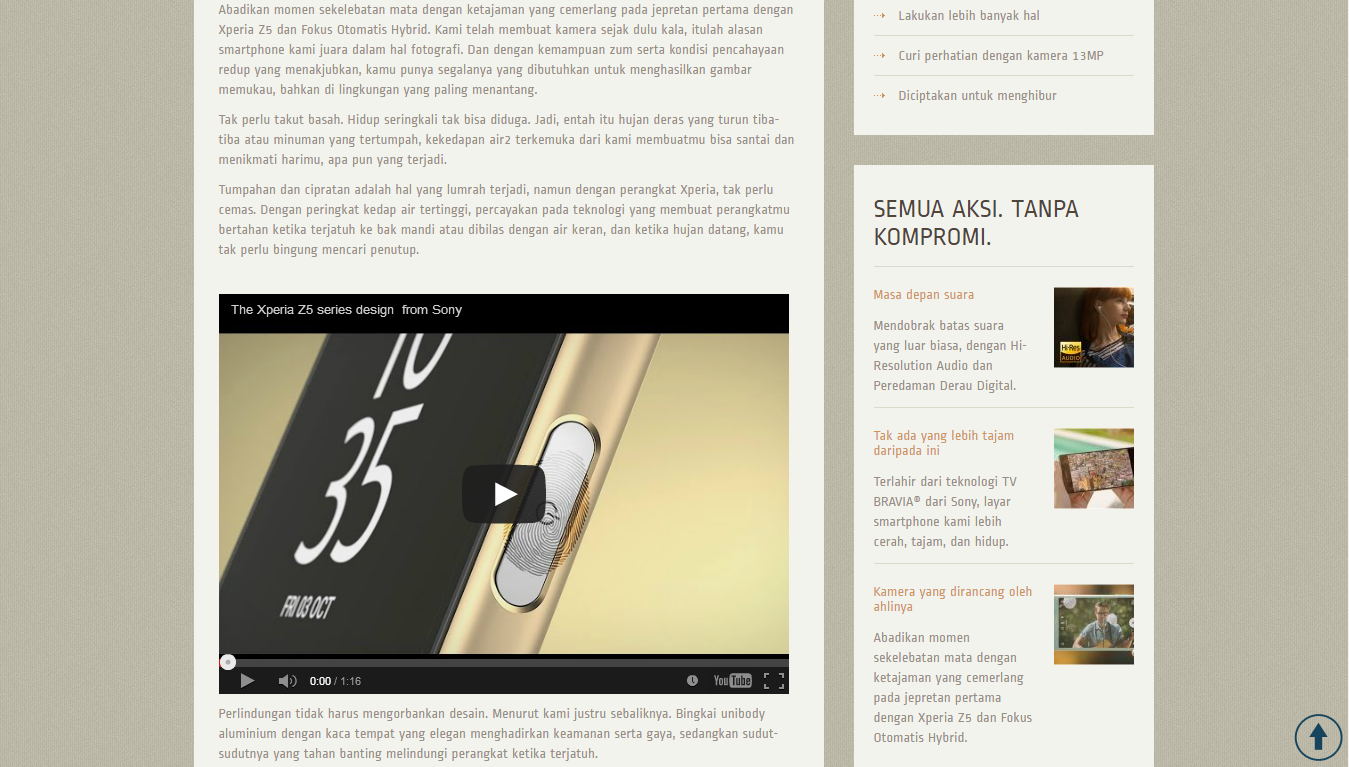 Abadikan momen sekelebatan mata dengan ketajaman yang cemerlang pada jepretan pertama dengan
Xperia Z5 dan Fokus Otomatis Hybrid. Kami telah membuat kamera sejak dulu kala, itulah alasan
smartphone kami juara dalam hal fotografi. Dan dengan kemampuan zum serta kondisi pencahayaan
redup yang menakjubkan, kamu punya segalanya yang dibutuhkan untuk menghasilkan gambar
memukau, bahkan di lingkungan yang paling menantang.
Tak perlu takut basah. Hidup seringkali tak bisa diduga. Jadi, entah itu hujan deras yang turun tiba-
tiba atau minuman yang tertumpah, kekedapan air2 terkemuka dari kami membuatmu bisa santai dan
menikmati harimu, apa pun yang terjadi.
Tumpahan dan cipratan adalah hal yang lumrah terjadi, namun dengan perangkat Xperia, tak perlu
cemas. Dengan peringkat kedap air tertinggi, percayakan pada teknologi yang membuat perangkatmu
bertahan ketika terjatuh ke bak mandi atau dibilas dengan air keran, dan ketika hujan datang, kamu
tak perlu bingung mencari penutup.
The Xperia Z5 series design from Sony
10
35
FRI 03 OCT
0:00 / 1:16
YouTube
Perlindungan tidak harus mengorbankan desain. Menurut kami justru sebaliknya. Bingkai unibody
aluminium dengan kaca tempat yang elegan menghadirkan keamanan serta gaya, sedangkan sudut-
sudutnya yang tahan banting melindungi perangkat ketika terjatuh.
Lakukan lebih banyak hal
Curi perhatian dengan kamera 13MP
Diciptakan untuk menghibur
SEMUA AKSI. TANPA
KOMPROMI.
Masa depan suara
Mendobrak batas suara
yang luar biasa, dengan Hi-
Resolution Audio dan
Peredaman Derau Digital.
Hi-Res
AUDIO
Tak ada yang lebih tajam
daripada ini
Terlahir dari teknologi TV
BRAVIA® dari Sony, layar
smartphone kami lebih
cerah, tajam, dan hidup.
Kamera yang dirancang oleh
ahlinya
Abadikan momen
sekelebatan mata dengan
ketajaman yang cemerlang
pada jepretan pertama
dengan Xperia Z5 dan Fokus
Otomatis Hybrid.